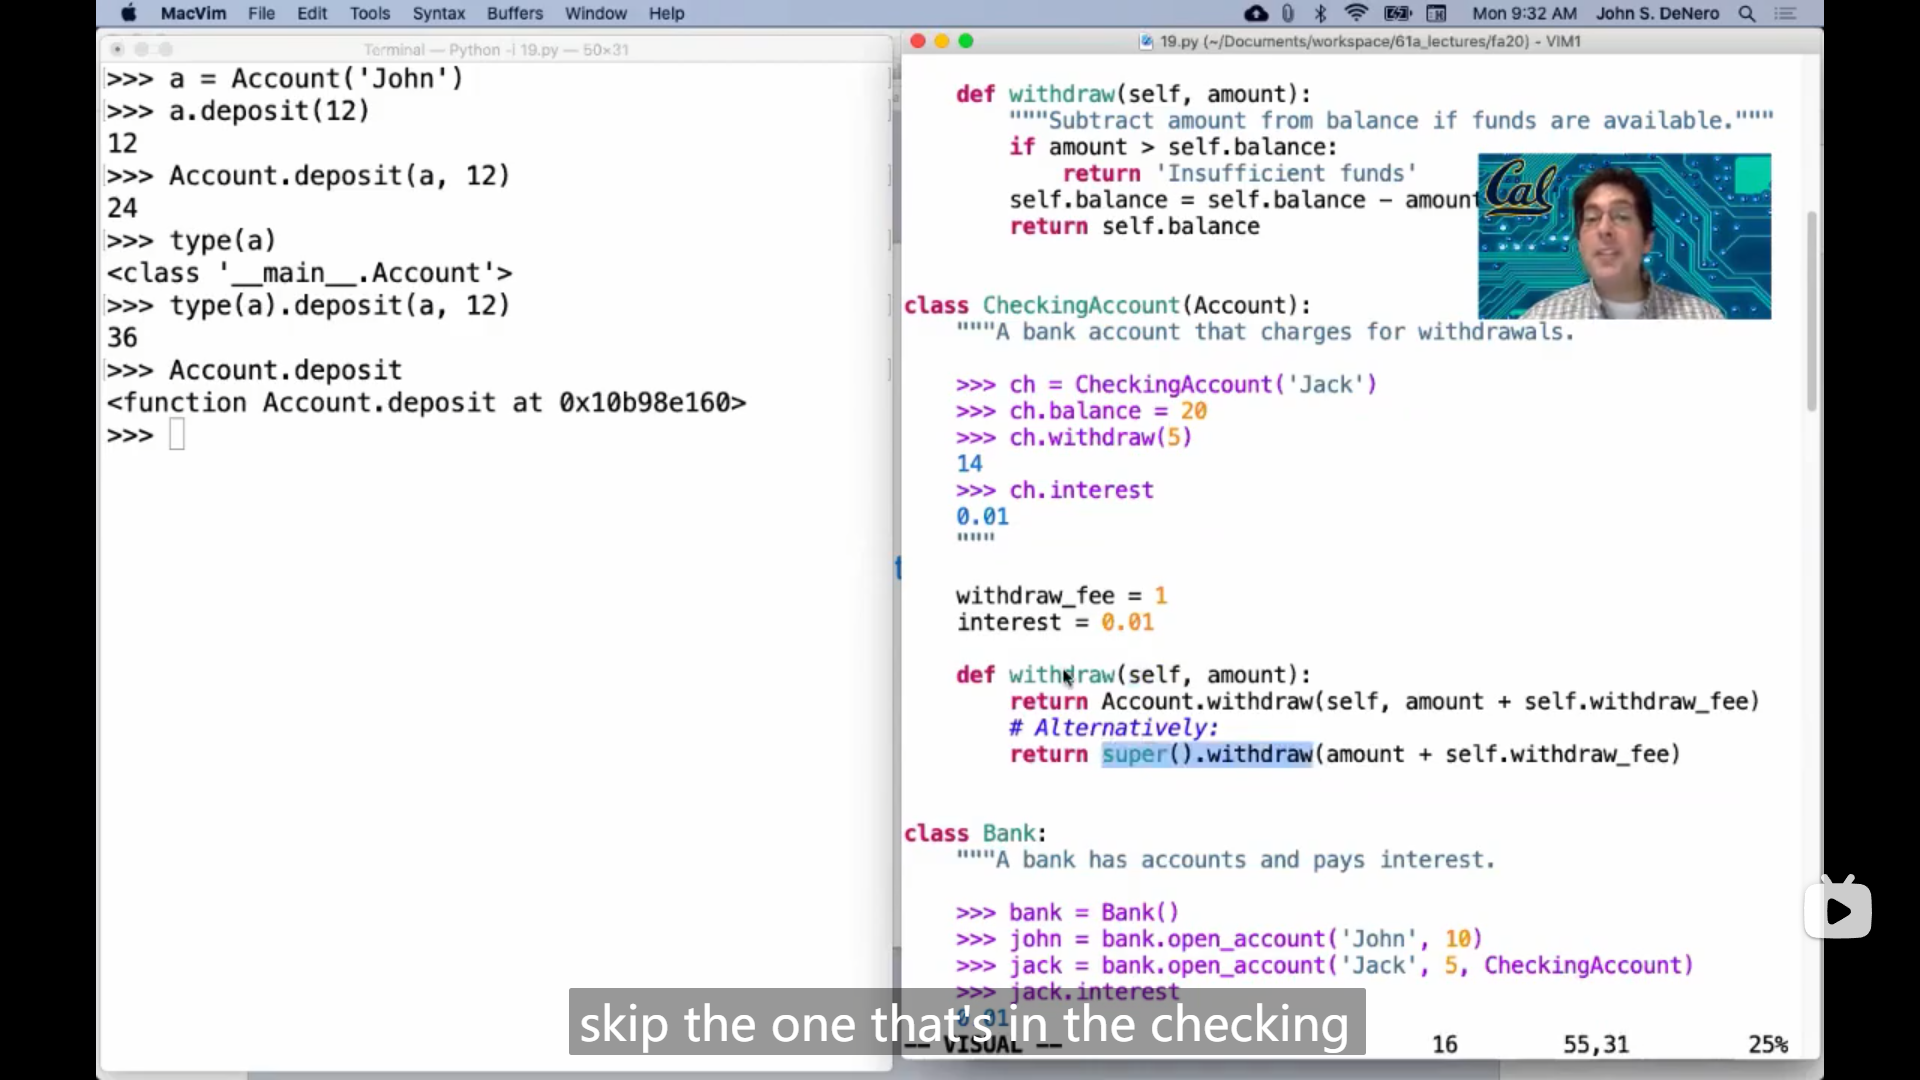 MacVim File Edit Tools Syntax Buffers Window Help Mon 9:32 AM John S. DeNero
Terminal — Python -i 19.py — 50×31
>>> a = Account('John')
>>> a.deposit(12)
12
>>> Account.deposit(a, 12)
24
>>> type(a)
<class '__main__.Account'>
>>> type(a).deposit(a, 12)
36
>>> Account.deposit
<function Account.deposit at 0x10b98e160>
>>>
19.py (~/Documents/workspace/61a_lectures/fa20) - VIM1
def withdraw(self, amount):
"""Subtract amount from balance if funds are available."""
if amount > self.balance:
return 'Insufficient funds'
self.balance = self.balance - amount
return self.balance
Cal
class CheckingAccount(Account):
"""A bank account that charges for withdrawals.
>>> ch = CheckingAccount('Jack')
>>> ch.balance = 20
>>> ch.withdraw(5)
14
>>> ch.interest
0.01
"""
withdraw_fee = 1
interest = 0.01
def withdraw(self, amount):
return Account.withdraw(self, amount + self.withdraw_fee)
# Alternatively:
return super().withdraw(amount + self.withdraw_fee)
class Bank:
"""A bank has accounts and pays interest.
>>> bank = Bank()
>>> john = bank.open_account('John', 10)
>>> jack = bank.open_account('Jack', 5, CheckingAccount)
>>> jack.interest
0.01
-- VISUAL -- 16 55,31 25%
skip the one that's in the checking